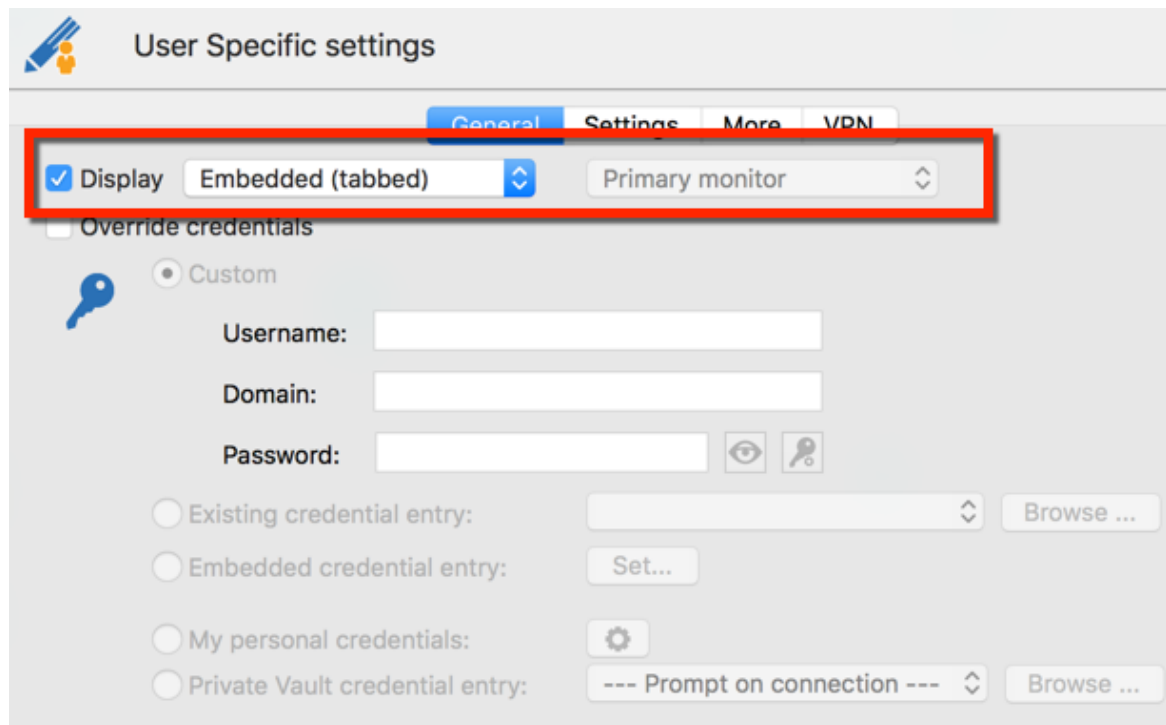 User Specific settings
General Settings More VPN
Display Embedded (tabbed) Primary monitor
Override credentials
Custom
Username:
Domain:
Password:
Existing credential entry: Browse ...
Embedded credential entry: Set...
My personal credentials:
Private Vault credential entry: --- Prompt on connection --- Browse ...